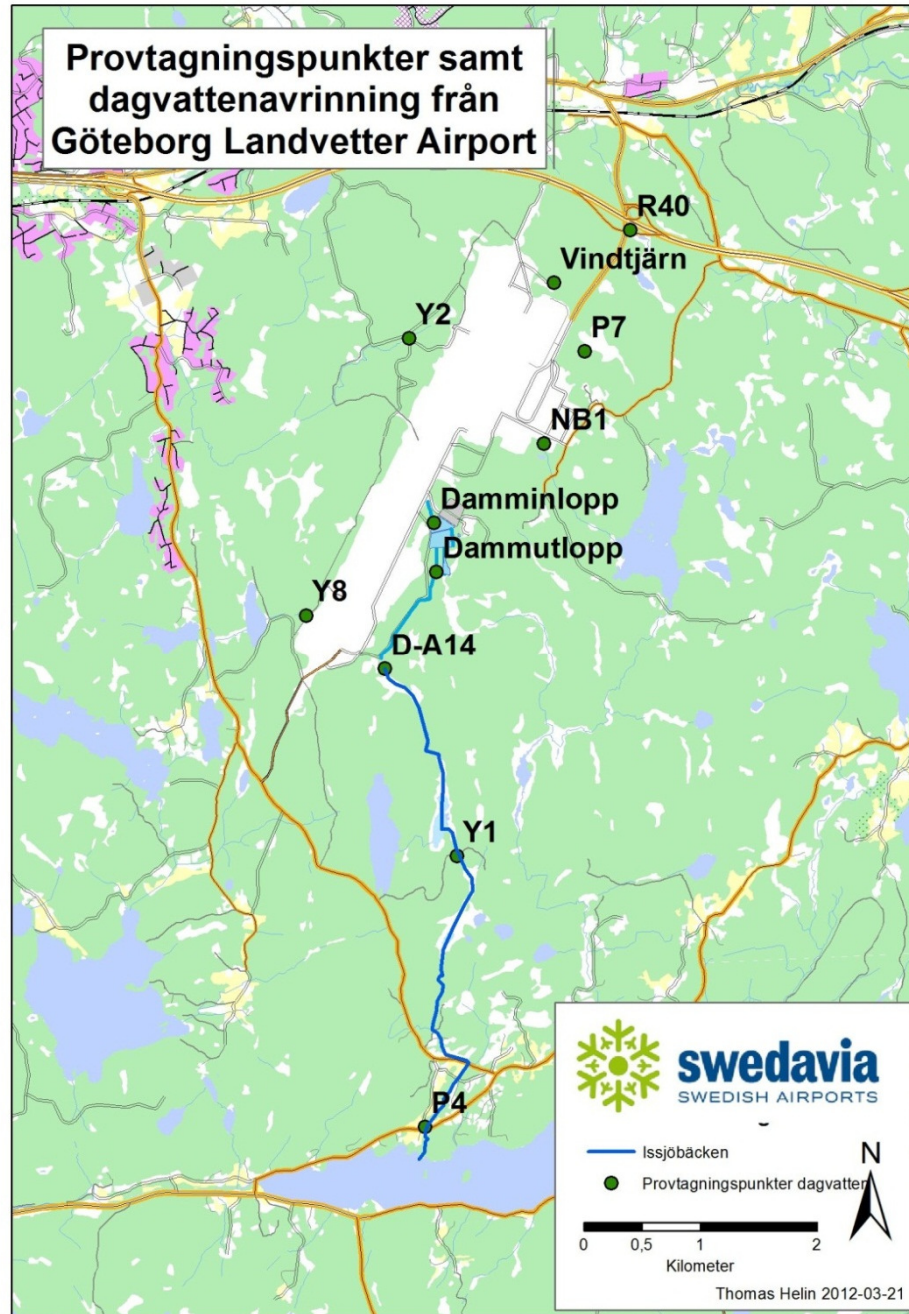 Provtagningspunkter samt
dagvattenavrinning från
Göteborg Landvetter Airport
R40
Vindtjärn
Y2
P7
NB1
Damminlopp
Dammutlopp
Y8
D-A14
Y1
P4
swedavia
SWEDISH AIRPORTS
Issjöbäcken
N
Provtagningspunkter dagvatten
0 0,5 1 2
Kilometer
Thomas Helin 2012-03-21